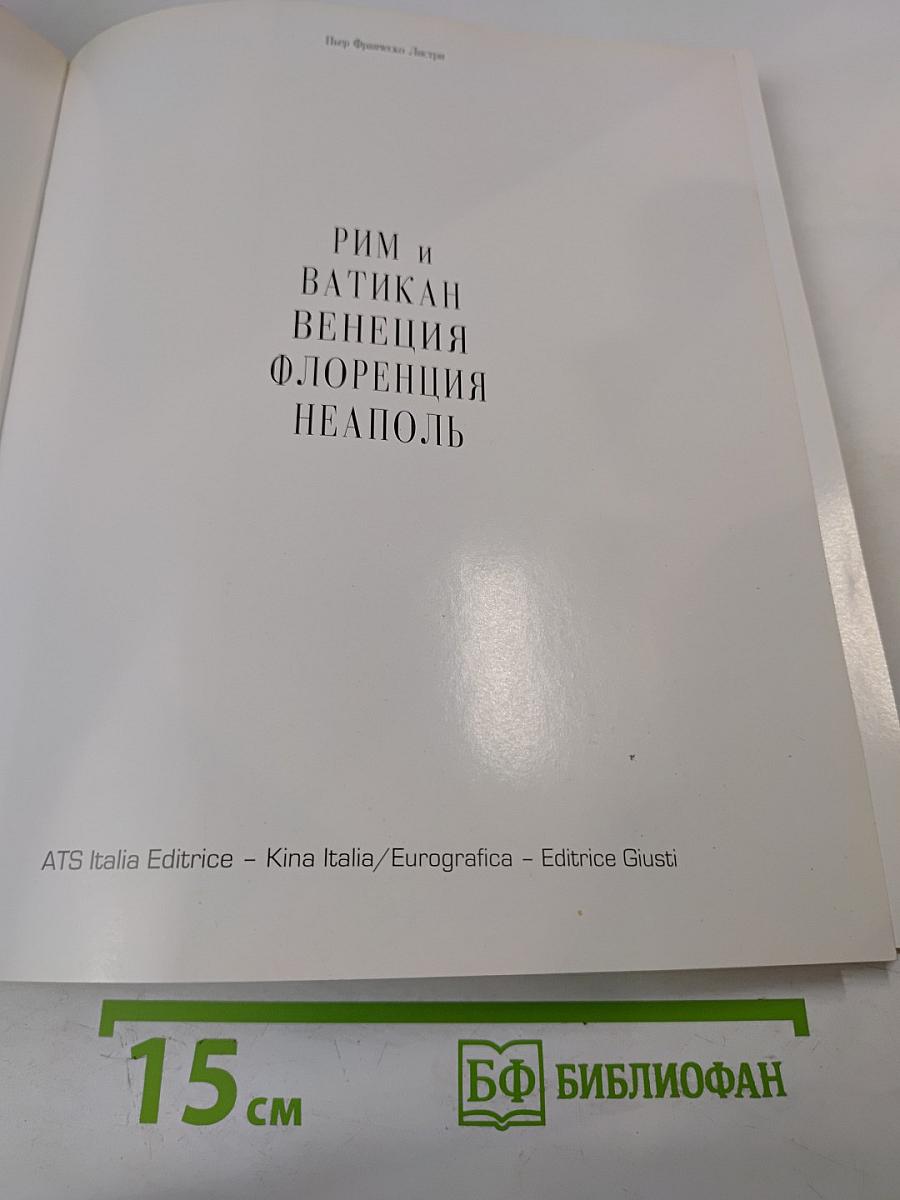 Пьер Франческо Листри
РИМ и
ВАТИКАН
ВЕНЕЦИЯ
ФЛОРЕНЦИЯ
НЕАПОЛЬ
ATS Italia Editrice – Kina Italia/Eurografica – Editrice Giusti
15 см
БФ БИБЛИОФАН